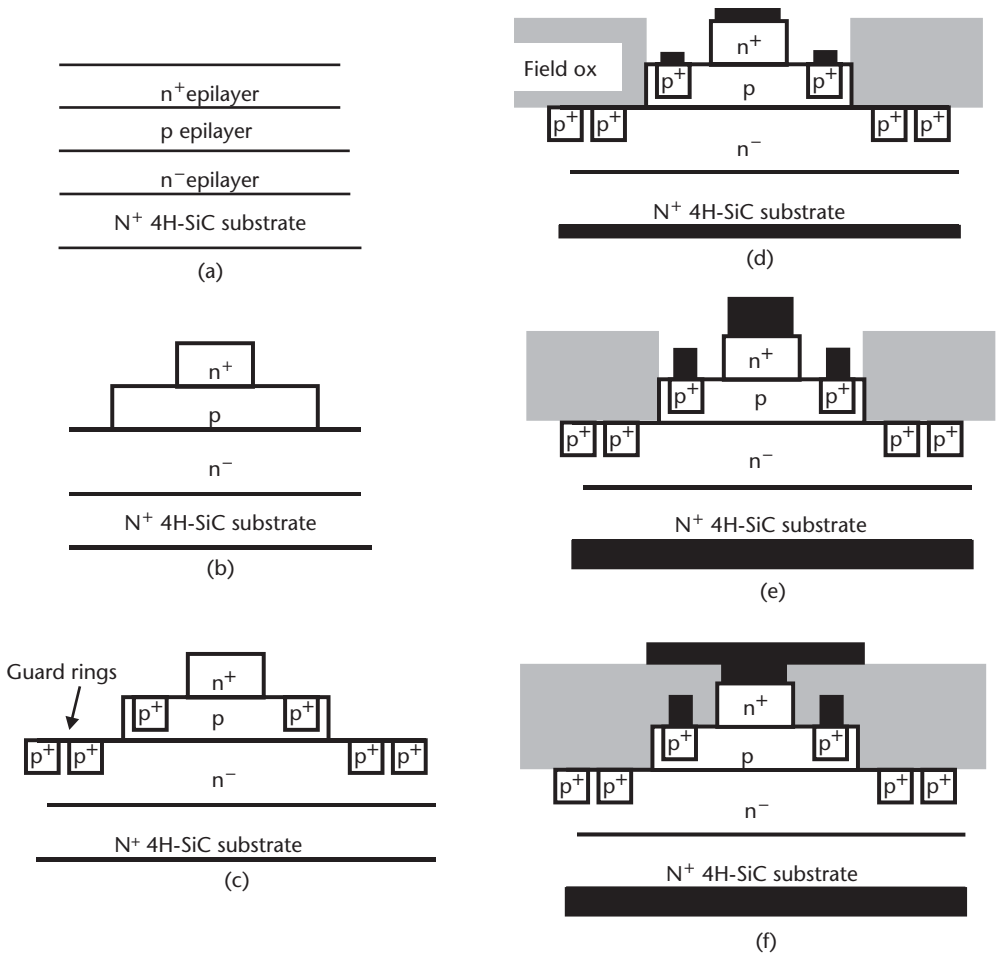 n⁺ epilayer
p epilayer
n⁻ epilayer
N⁺ 4H-SiC substrate
(a)
n⁺
p
n⁻
N⁺ 4H-SiC substrate
(b)
Guard rings
n⁺
p⁺ p p⁺
p⁺ p⁺ p⁺ p⁺
n⁻
N+ 4H-SiC substrate
(c)
n⁺
Field ox
p⁺ p p⁺
p⁺ p⁺ p⁺ p⁺
n⁻
N⁺ 4H-SiC substrate
(d)
n⁺
p⁺ p p⁺
p⁺ p⁺ p⁺ p⁺
n⁻
N⁺ 4H-SiC substrate
(e)
n⁺
p⁺ p p⁺
p⁺ p⁺ p⁺ p⁺
n⁻
N⁺ 4H-SiC substrate
(f)